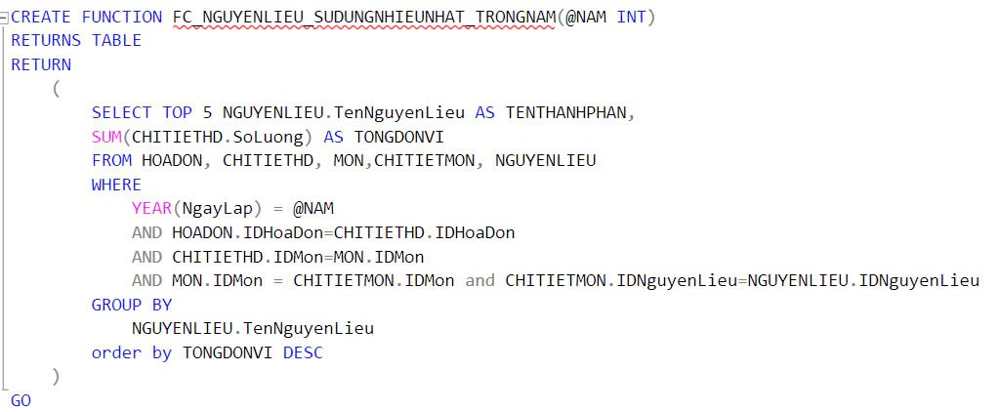 CREATE FUNCTION FC_NGUYENLIEU_SUDUNGNHIEUNHAT_TRONGNAM(@NAM INT)
RETURNS TABLE
RETURN
(
SELECT TOP 5 NGUYENLIEU.TenNguyenLieu AS TENTHANHPHAN,
SUM(CHITIETHD.SoLuong) AS TONGDONVI
FROM HOADON, CHITIETHD, MON,CHITIETMON, NGUYENLIEU
WHERE
YEAR(NgayLap) = @NAM
AND HOADON.IDHoaDon=CHITIETHD.IDHoaDon
AND CHITIETHD.IDMon=MON.IDMon
AND MON.IDMon = CHITIETMON.IDMon and CHITIETMON.IDNguyenLieu=NGUYENLIEU.IDNguyenLieu
GROUP BY
NGUYENLIEU.TenNguyenLieu
order by TONGDONVI DESC
)
GO